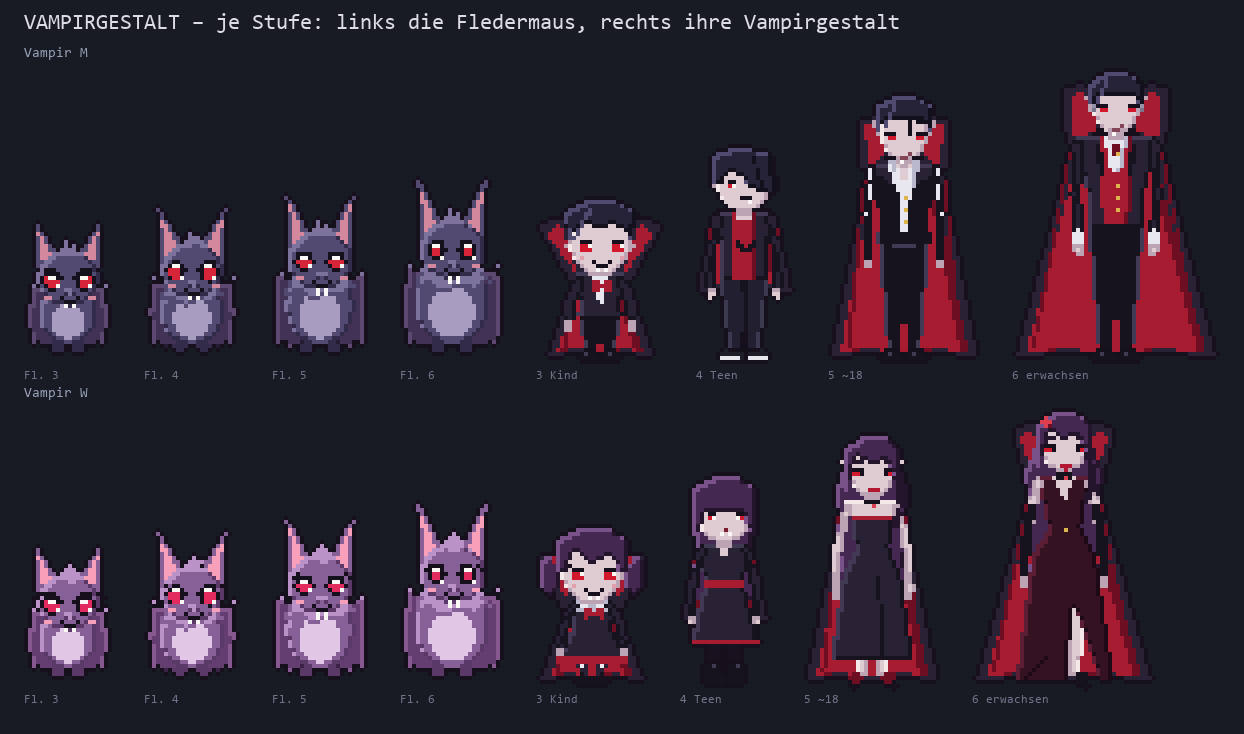 VAMPIRGESTALT – je Stufe: links die Fledermaus, rechts ihre Vampirgestalt
Vampir M
Fl. 3 Fl. 4 Fl. 5 Fl. 6 3 Kind 4 Teen 5 ~18 6 erwachsen
Vampir W
Fl. 3 Fl. 4 Fl. 5 Fl. 6 3 Kind 4 Teen 5 ~18 6 erwachsen